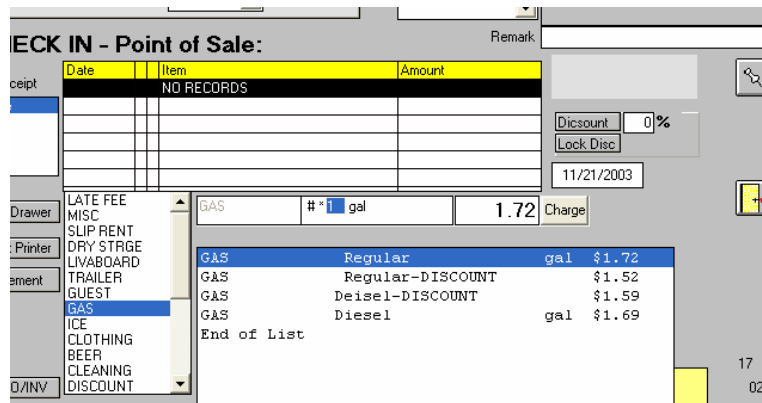 ECK IN - Point of Sale:
Remark
Date Item Amount
ceipt
NO RECORDS
Dicsount 0 %
Lock Disc
11/21/2003
Drawer
Printer
ement
O/INV
LATE FEE
MISC
SLIP RENT
DRY STRGE
LIVABOARD
TRAILER
GUEST
GAS
ICE
CLOTHING
BEER
CLEANING
DISCOUNT
GAS # * 1 gal 1.72 Charge
GAS Regular gal $1.72
GAS Regular-DISCOUNT $1.52
GAS Deisel-DISCOUNT $1.59
GAS Diesel gal $1.69
End of List
17
02